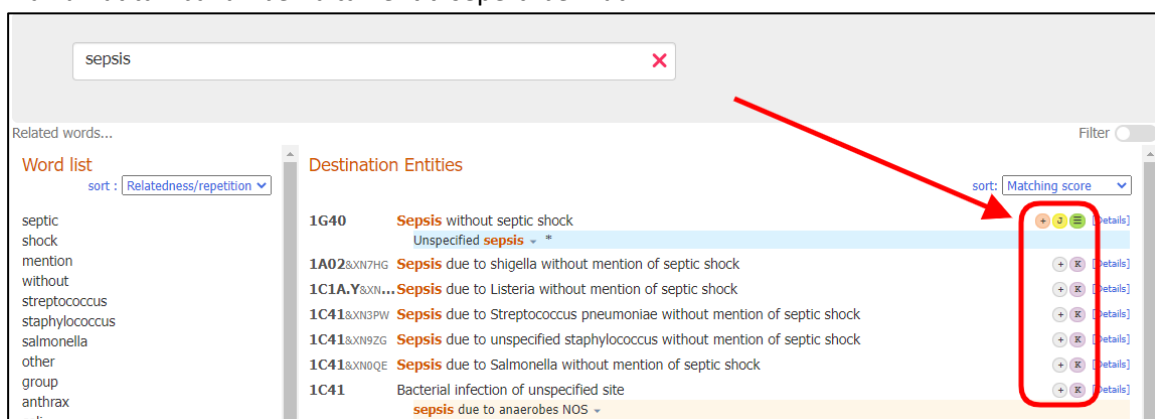 sepsis
Related words...
Filter
Word list
sort : Relatedness/repetition
septic
shock
mention
without
streptococcus
staphylococcus
salmonella
other
group
anthrax
Destination Entities
sort: Matching score
1G40 Sepsis without septic shock + J [Details]
Unspecified sepsis *
1A02&XN7HG Sepsis due to shigella without mention of septic shock + K [Details]
1C1A.Y&XN... Sepsis due to Listeria without mention of septic shock + K [Details]
1C41&XN3PW Sepsis due to Streptococcus pneumoniae without mention of septic shock + K [Details]
1C41&XN9ZG Sepsis due to unspecified staphylococcus without mention of septic shock + K [Details]
1C41&XN0QE Sepsis due to Salmonella without mention of septic shock + K [Details]
1C41 Bacterial infection of unspecified site + K [Details]
sepsis due to anaerobes NOS